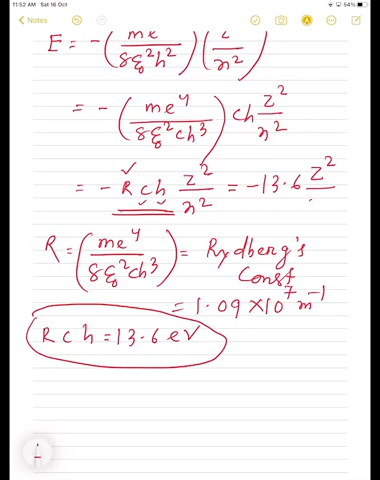 11:52 AM Sat 16 Oct 54%
Notes
E = -(me/8ε₀²h²)(z/n²)
= -(me⁴/8ε₀²ch³) ch z²/n²
= - Rch z²/n² = -13.6 z²
R = (me⁴/8ε₀²ch³) = Rydberg's
Const
= 1.09 × 10⁷ m⁻¹
Rch = 13.6 eV